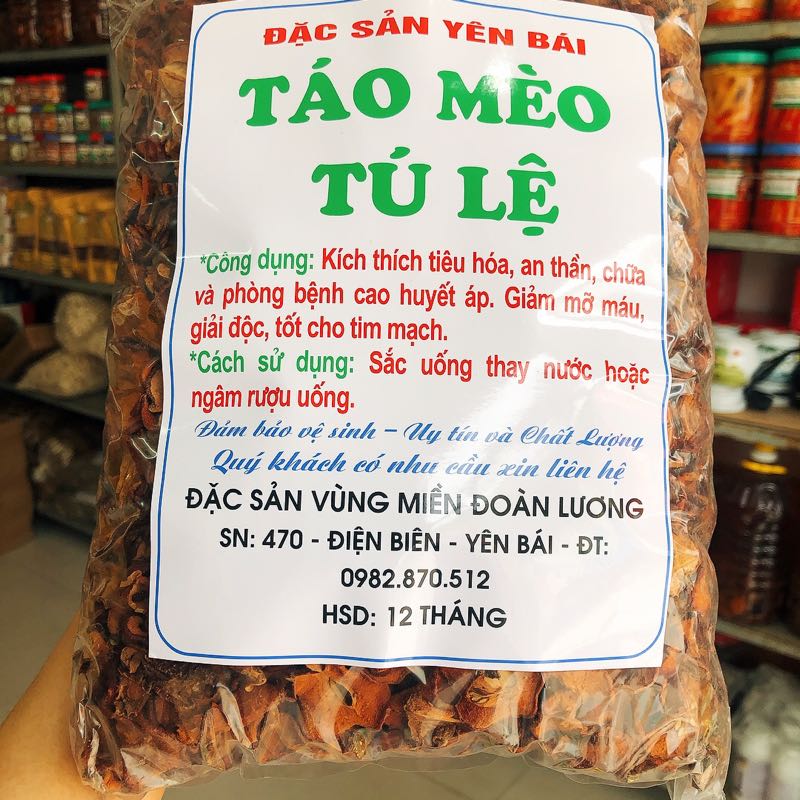 ĐẶC SẢN YÊN BÁI
TÁO MÈO
TÚ LỆ
*Công dụng: Kích thích tiêu hóa, an thần, chữa
và phòng bệnh cao huyết áp. Giảm mỡ máu,
giải độc, tốt cho tim mạch.
*Cách sử dụng: Sắc uống thay nước hoặc
ngâm rượu uống.
Đảm bảo vệ sinh – Uy tín và Chất Lượng
Quý khách có nhu cầu xin liên hệ
ĐẶC SẢN VÙNG MIỀN ĐOÀN LƯƠNG
SN: 470 - ĐIỆN BIÊN - YÊN BÁI - ĐT:
0982.870.512
HSD: 12 THÁNG